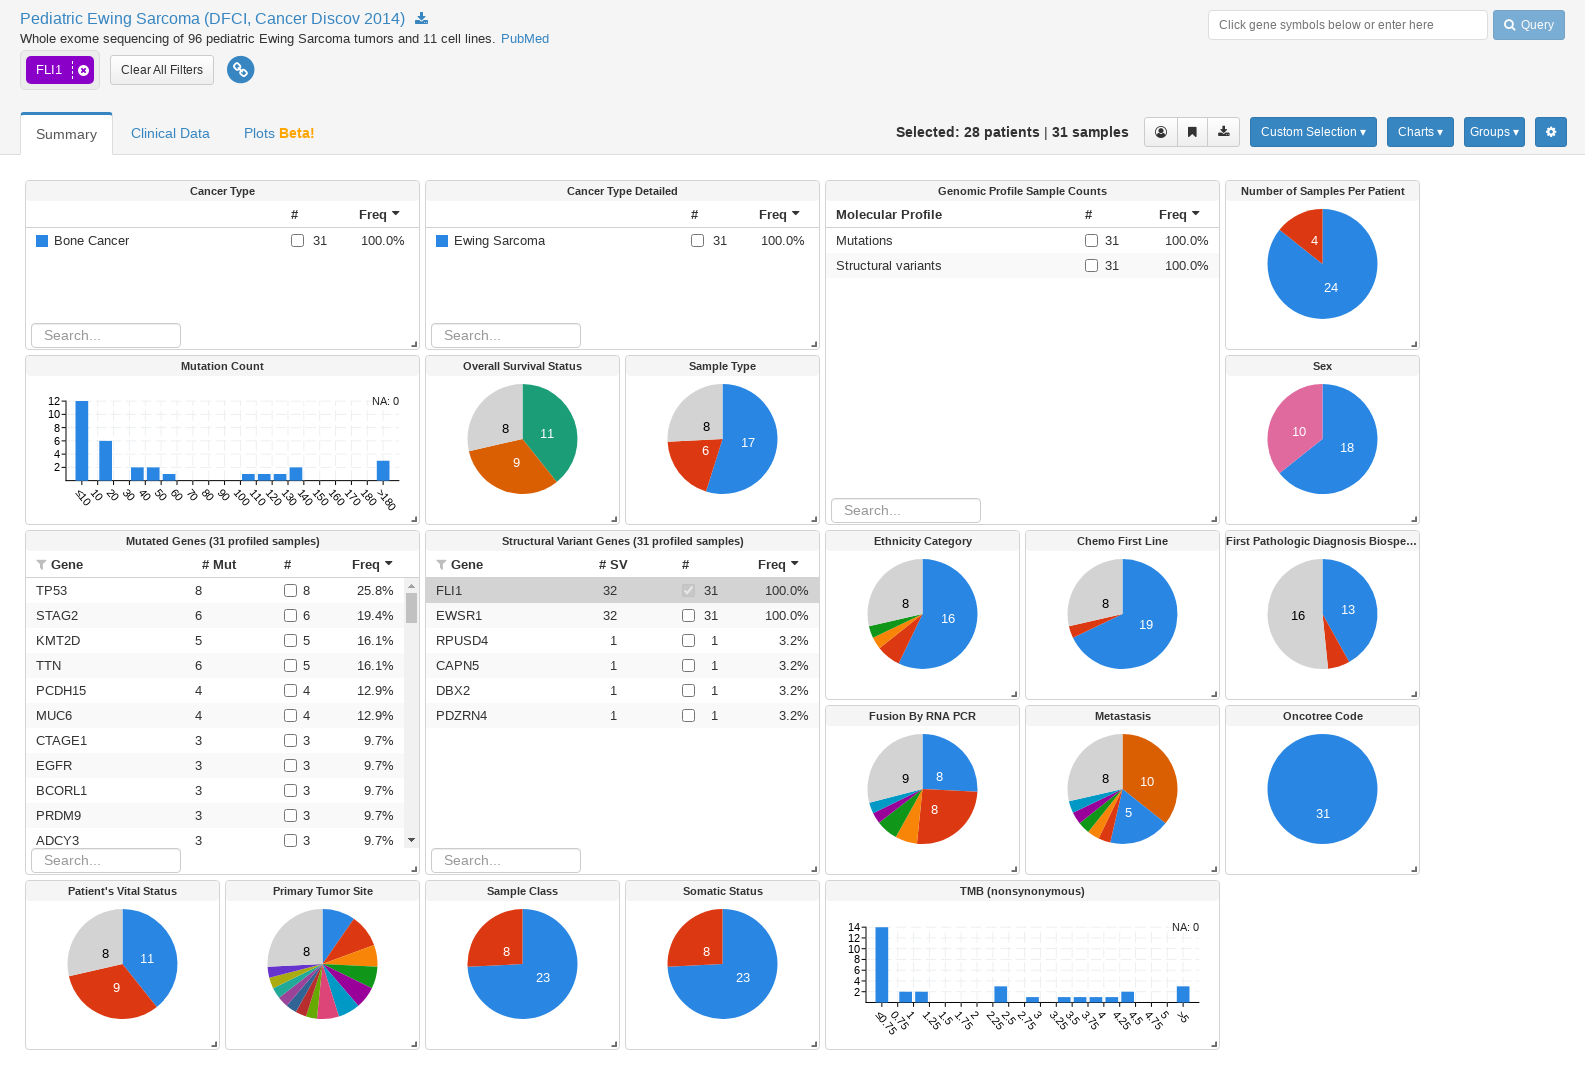 Pediatric Ewing Sarcoma (DFCI, Cancer Discov 2014)
Click gene symbols below or enter here
Query
Whole exome sequencing of 96 pediatric Ewing Sarcoma tumors and 11 cell lines. PubMed
FLI1
Clear All Filters
Summary
Clinical Data
Plots Beta!
Selected: 28 patients | 31 samples
Custom Selection ▾
Charts ▾
Groups ▾
Cancer Type
# Freq
Bone Cancer 31 100.0%
Search...
Cancer Type Detailed
# Freq
Ewing Sarcoma 31 100.0%
Search...
Genomic Profile Sample Counts
Molecular Profile # Freq
Mutations 31 100.0%
Structural variants 31 100.0%
Search...
Number of Samples Per Patient
4
24
Mutation Count
NA: 0
12
10
8
6
4
2
≤10 10 20 30 40 50 60 70 80 90 100 110 120 130 140 150 160 170 180 >180
Overall Survival Status
8
11
9
Sample Type
8
17
6
Sex
10
18
Mutated Genes (31 profiled samples)
Gene # Mut # Freq
TP53 8 8 25.8%
STAG2 6 6 19.4%
KMT2D 5 5 16.1%
TTN 6 5 16.1%
PCDH15 4 4 12.9%
MUC6 4 4 12.9%
CTAGE1 3 3 9.7%
EGFR 3 3 9.7%
BCORL1 3 3 9.7%
PRDM9 3 3 9.7%
ADCY3 3 3 9.7%
Search...
Structural Variant Genes (31 profiled samples)
Gene # SV # Freq
FLI1 32 31 100.0%
EWSR1 32 31 100.0%
RPUSD4 1 1 3.2%
CAPN5 1 1 3.2%
DBX2 1 1 3.2%
PDZRN4 1 1 3.2%
Search...
Ethnicity Category
8
16
Chemo First Line
8
19
First Pathologic Diagnosis Biospe...
16
13
Fusion By RNA PCR
9
8
8
Metastasis
8
10
5
Oncotree Code
31
Patient's Vital Status
8
11
9
Primary Tumor Site
8
Sample Class
8
23
Somatic Status
8
23
TMB (nonsynonymous)
NA: 0
14
12
10
8
6
4
2
≤0.75 0.75 1 1.25 1.5 1.75 2 2.25 2.5 2.75 3 3.25 3.5 3.75 4 4.25 4.5 4.75 5 >5